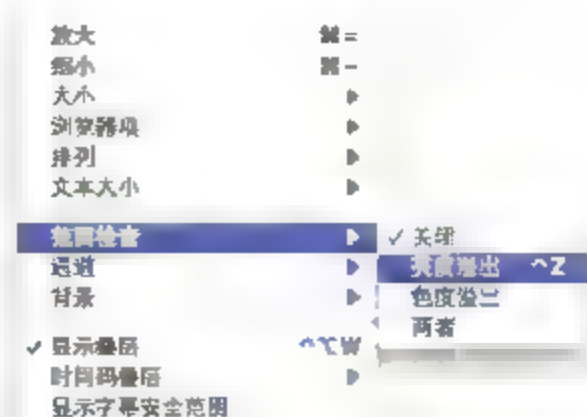 放大 ⌘=
缩小 ⌘-
大小
浏览器项
排列
文本大小
范围检查
✓ 关闭
通道
亮度溢出 ^Z
背景
色度溢出
两者
✓ 显示叠层 ^⌥W
时间码叠层
显示字幕安全范围